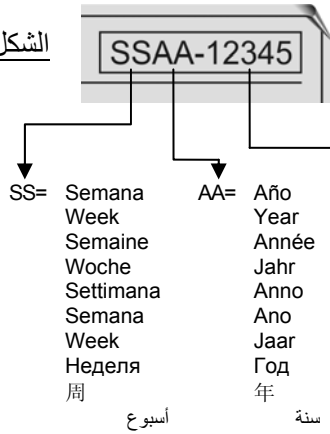 الشكل
SSAA-12345
SS= Semana AA= Año
Week Year
Semaine Année
Woche Jahr
Settimana Anno
Semana Ano
Week Jaar
Неделя Год
周 年
أسبوع سنة